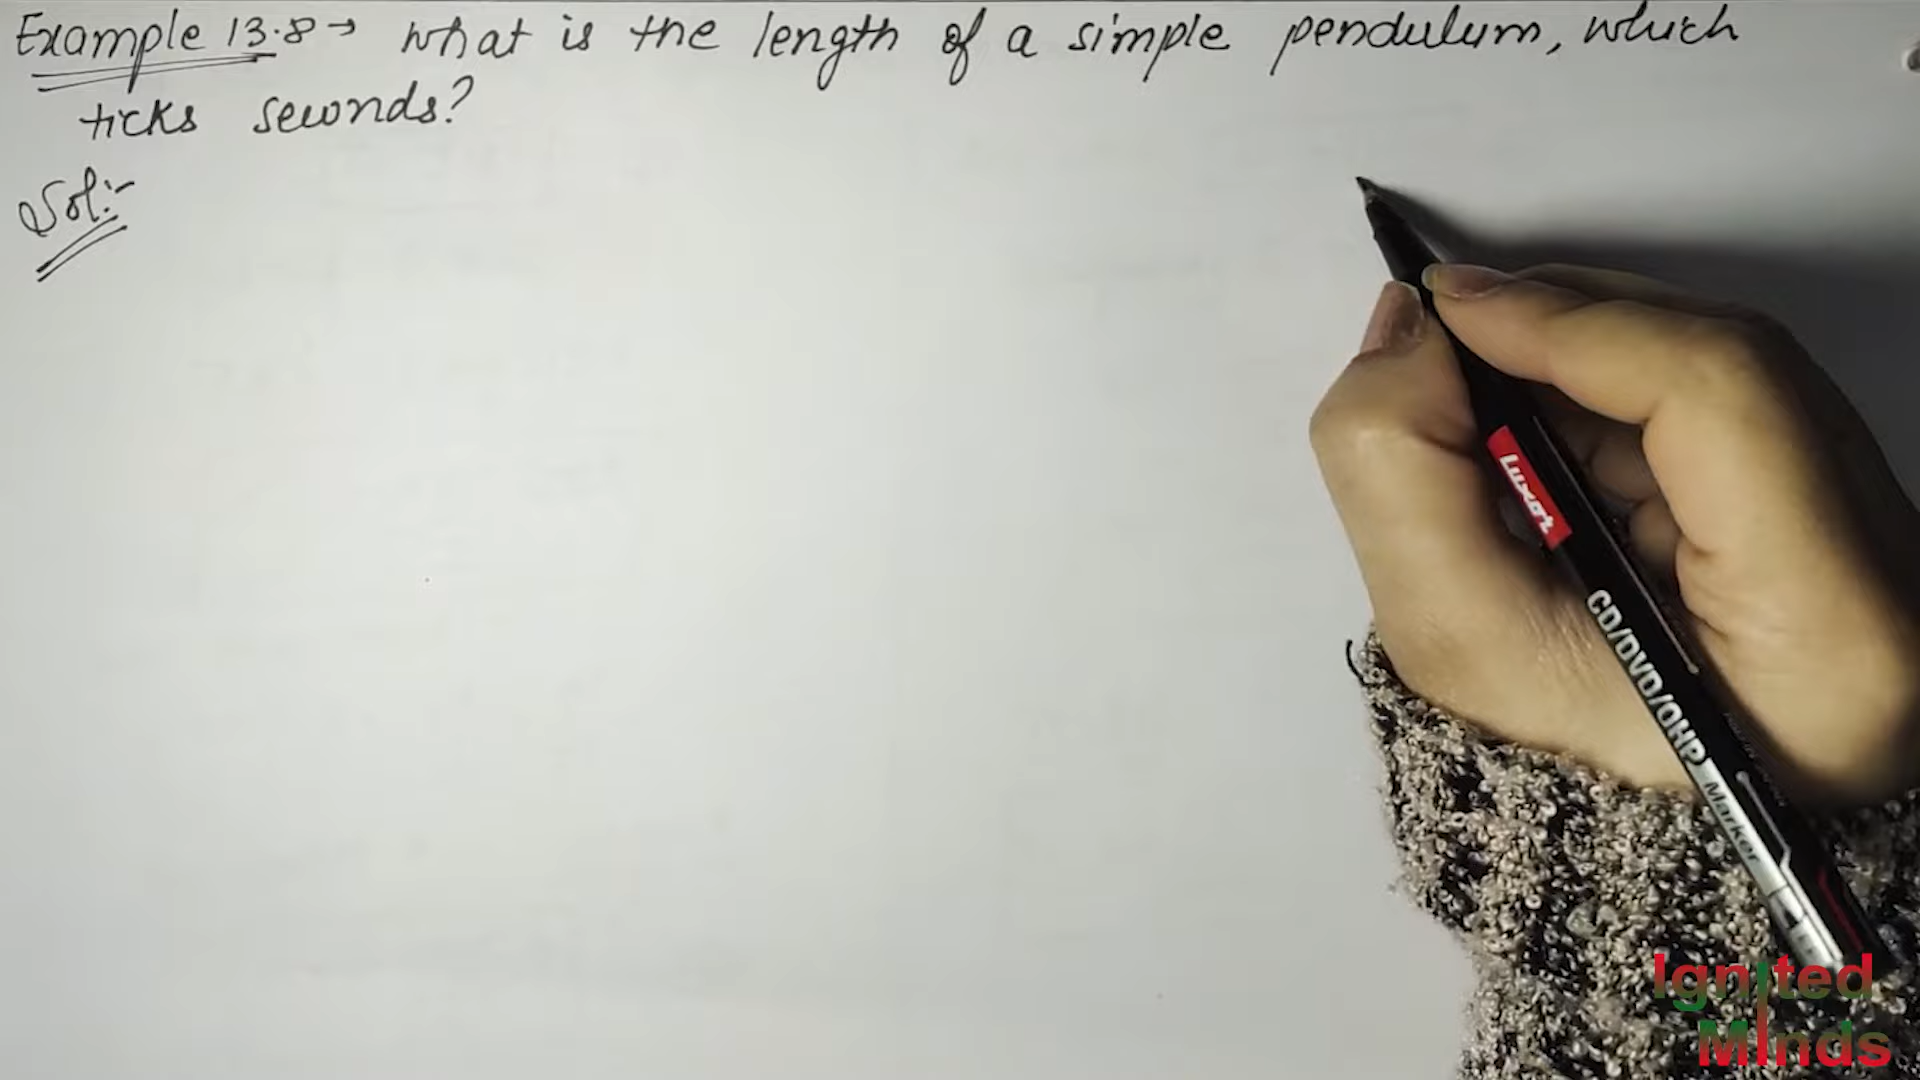 Example 13.8→ What is the length of a simple pendulum, which
ticks seconds?
Sol:-
Luxor
CD/DVD/OHP Marker
Ignited
Minds